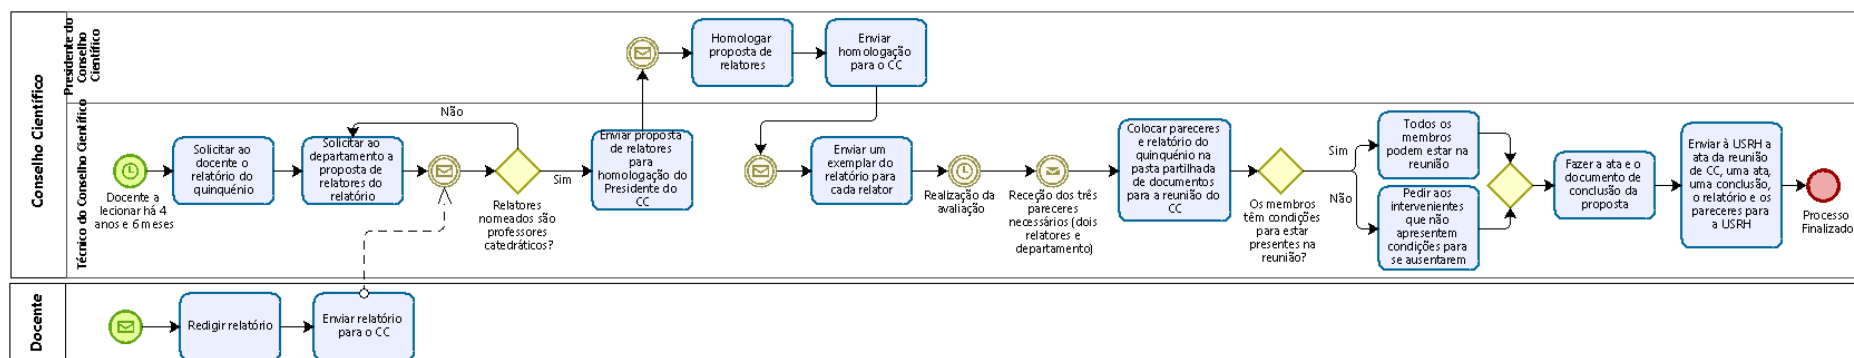 Conselho Científico
Presidente do
Conselho
Científico
Homologar
proposta de
relatores
Enviar
homologação
para o CC
Técnico do Conselho Científico
Docente a
lecionar há 4
anos e 6 meses
Solicitar ao
docente o
relatório do
quinquénio
Solicitar ao
departamento a
proposta de
relatores do
relatório
Não
Relatores
nomeados são
professores
catedráticos?
Sim
Enviar proposta
de relatores
para
homologação do
Presidente do
CC
Enviar um
exemplar do
relatório para
cada relator
Realização da
avaliação
Receção dos três
pareceres
necessários (dois
relatores e
departamento)
Colocar pareceres
e relatório do
quinquénio na
pasta partilhada
de documentos
para a reunião do
CC
Os membros
têm condições
para estar
presentes na
reunião?
Sim
Não
Todos os
membros
podem estar na
reunião
Pedir aos
intervenientes
que não
apresentem
condições para
se ausentarem
Fazer a ata e o
documento de
conclusão da
proposta
Enviar à USRH a
ata da reunião
de CC, uma ata,
uma conclusão,
o relatório e os
pareceres para
a USRH
Processo
Finalizado
Docente
Redigir relatório
Enviar relatório
para o CC